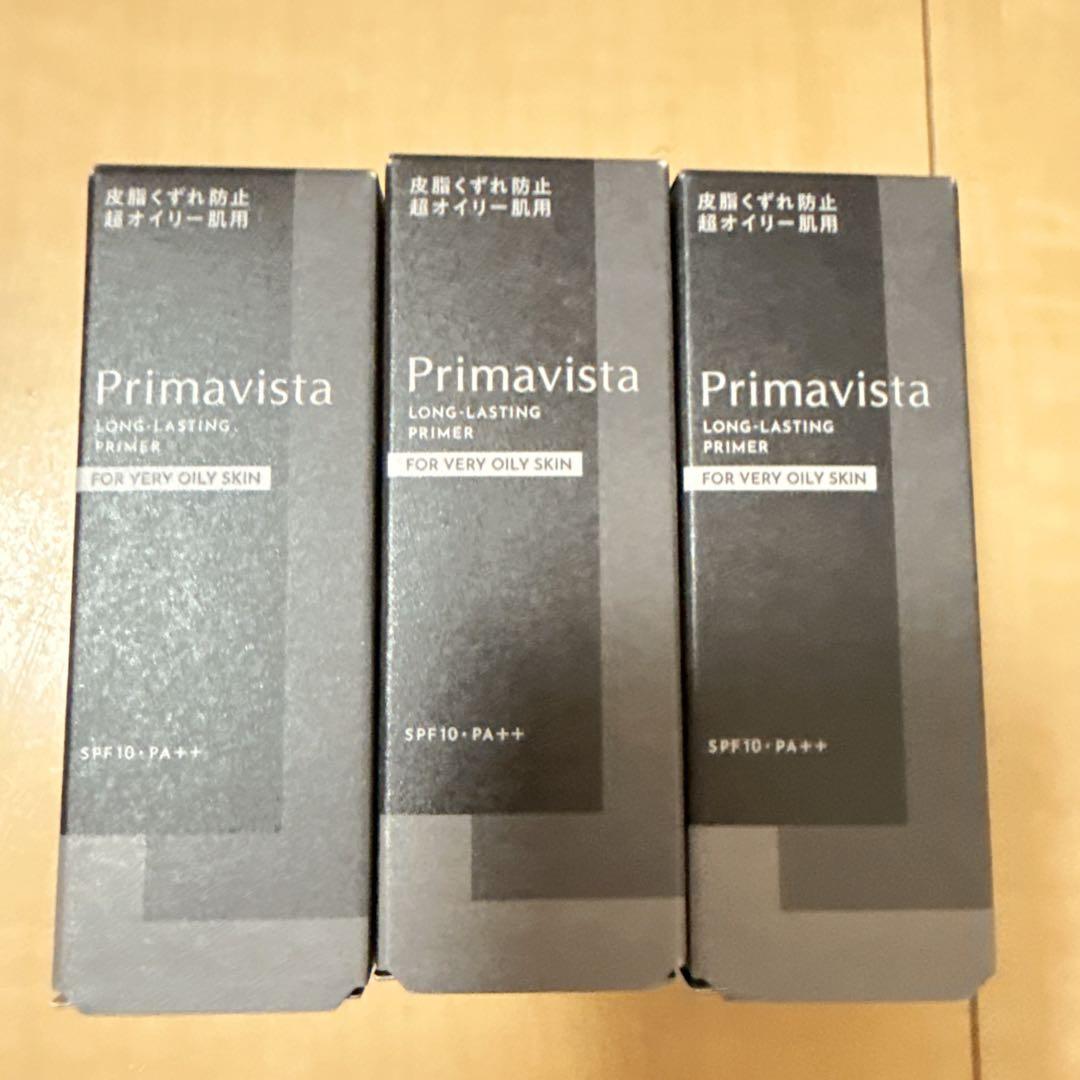 皮脂くずれ防止
超オイリー肌用
Primavista
LONG-LASTING
PRIMER
FOR VERY OILY SKIN
SPF10・PA++
皮脂くずれ防止
超オイリー肌用
Primavista
LONG-LASTING
PRIMER
FOR VERY OILY SKIN
SPF10・PA++
皮脂くずれ防止
超オイリー肌用
Primavista
LONG-LASTING
PRIMER
FOR VERY OILY SKIN
SPF10・PA++